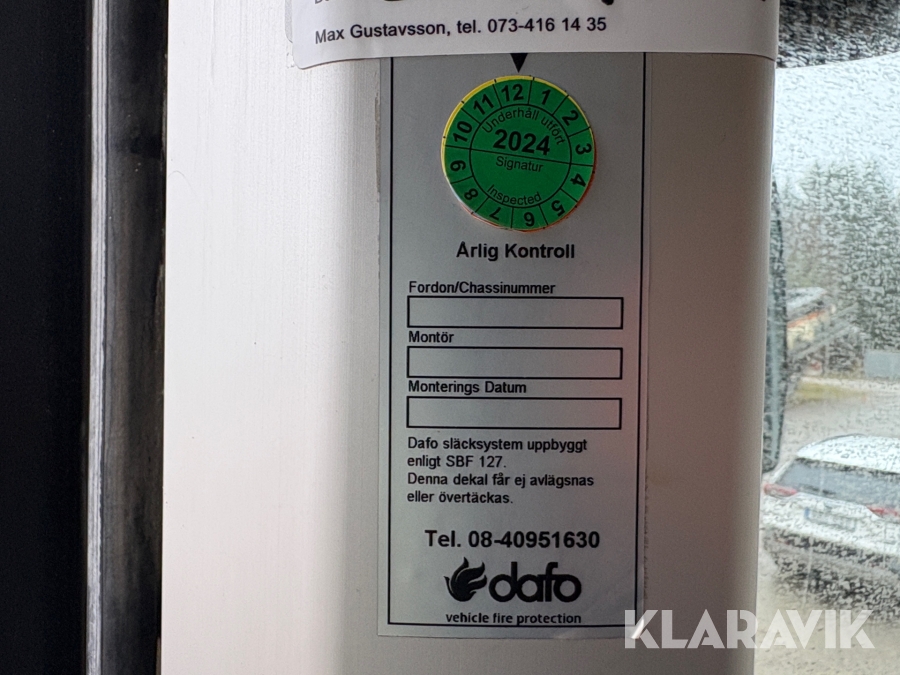 Max Gustavsson, tel. 073-416 14 35
10 11 12 1 2 3 4 5 6 7 8 9
Underhåll utfört
2024
Signatur
Inspected
Årlig Kontroll
Fordon/Chassinummer
Montör
Monterings Datum
Dafo släcksystem uppbyggt
enligt SBF 127.
Denna dekal får ej avlägsnas
eller övertäckas.
Tel. 08-40951630
dafo
vehicle fire protection
KLARAVIK